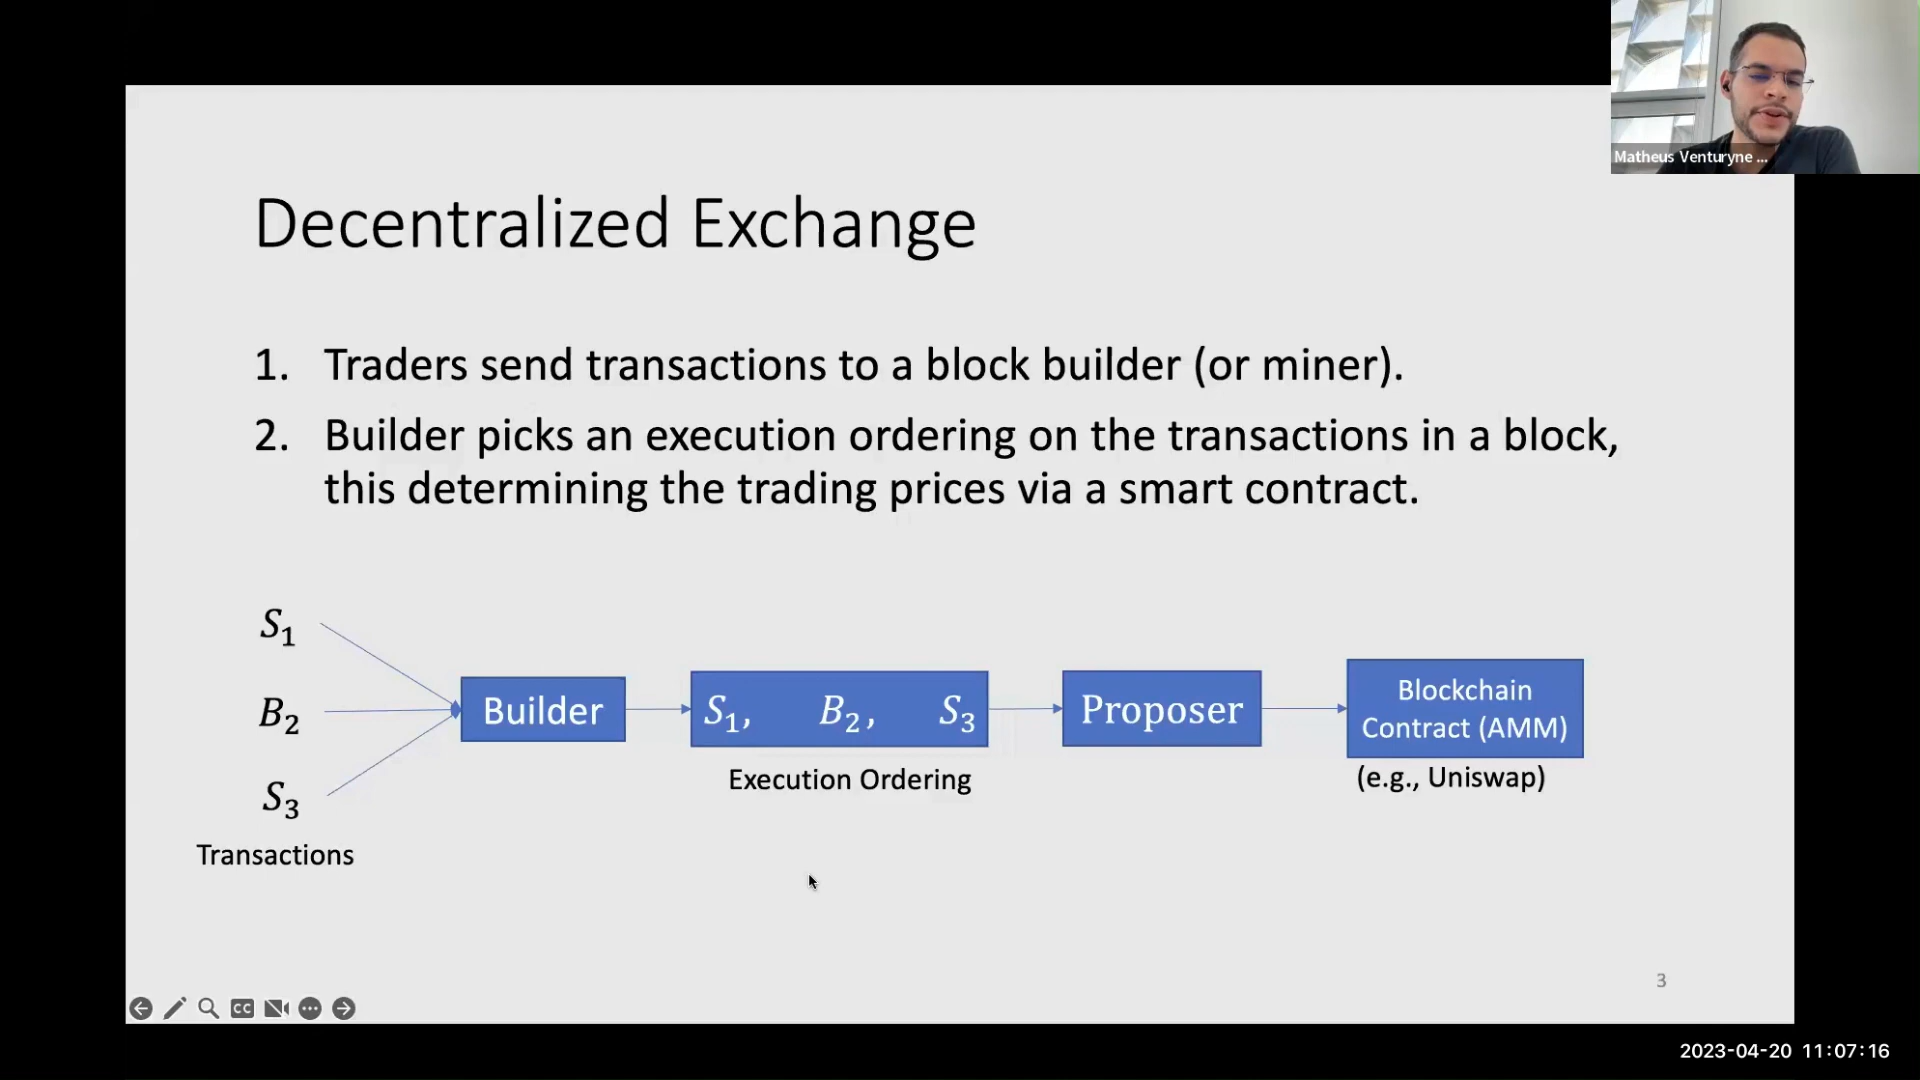 Matheus Venturyne ...
Decentralized Exchange
1. Traders send transactions to a block builder (or miner).
2. Builder picks an execution ordering on the transactions in a block,
this determining the trading prices via a smart contract.
S₁
B₂
S₃
Transactions
Builder
S₁, B₂, S₃
Execution Ordering
Proposer
Blockchain
Contract (AMM)
(e.g., Uniswap)
3
CC
2023-04-20 11:07:16